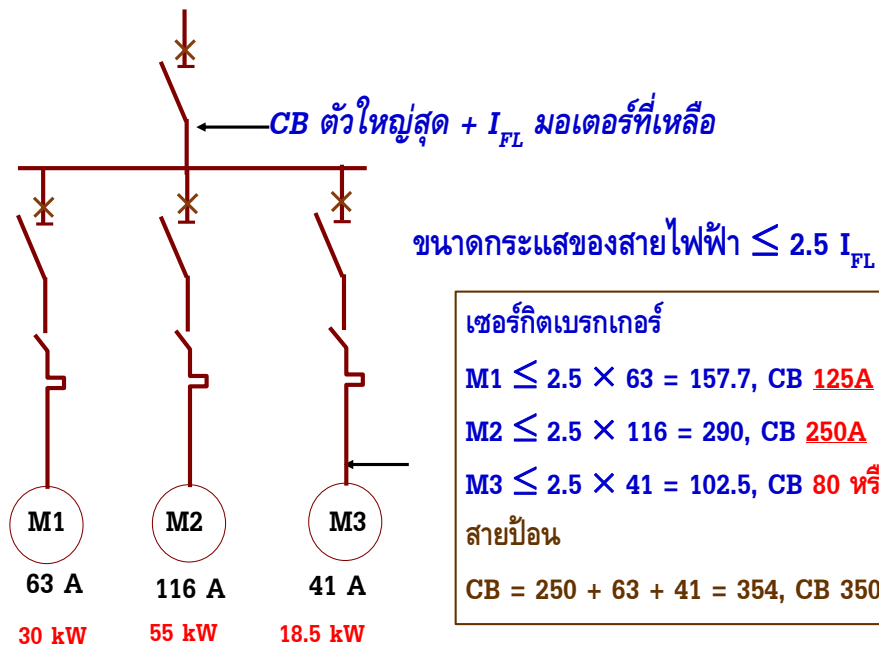 CB ตัวใหญ่สุด + I_FL มอเตอร์ที่เหลือ
ขนาดกระแสของสายไฟฟ้า ≤ 2.5 I_FL
เซอร์กิตเบรกเกอร์
M1 ≤ 2.5 × 63 = 157.7, CB 125A
M2 ≤ 2.5 × 116 = 290, CB 250A
M3 ≤ 2.5 × 41 = 102.5, CB 80
สายป้อน
CB = 250 + 63 + 41 = 354, CB 350
M1 M2 M3
63 A 116 A 41 A
30 kW 55 kW 18.5 kW